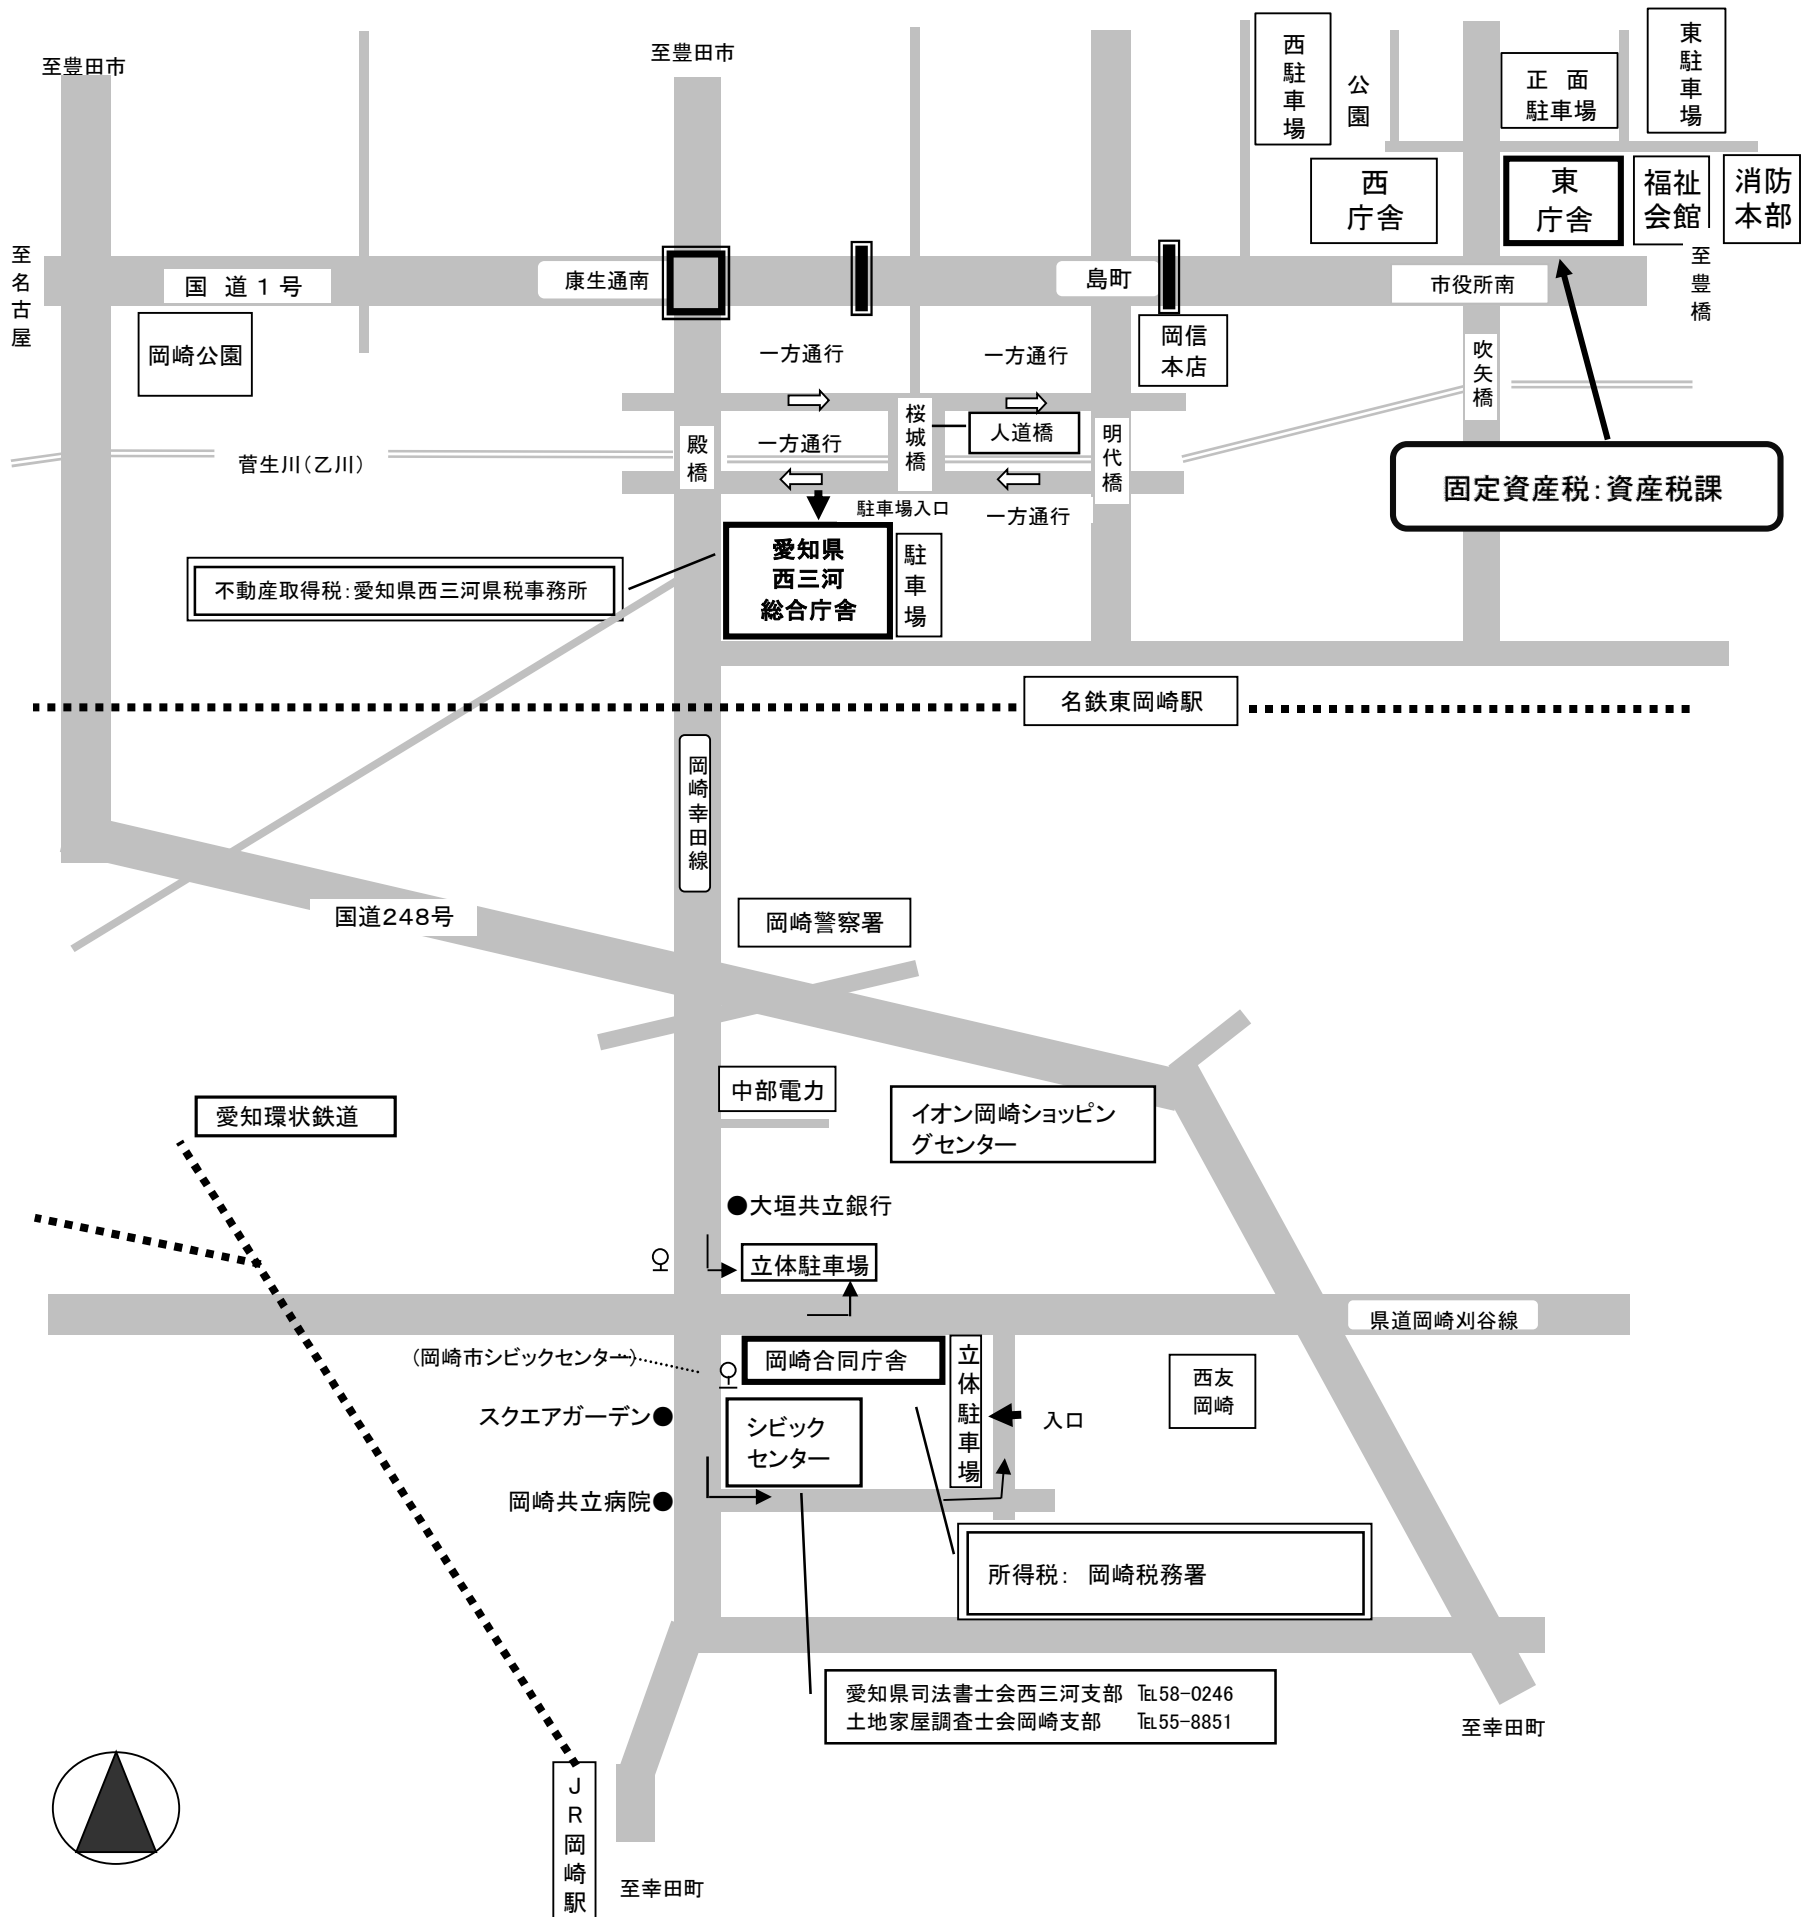 至豊田市
至豊田市
西駐車場
公園
正　面
駐車場
東駐車場
西
庁舎
東
庁舎
福祉
会館
消防
本部
至名古屋
国　道１号
康生通南
島町
市役所南
至豊橋
岡崎公園
一方通行
一方通行
岡信
本店
吹矢橋
桜城橋
人道橋
明代橋
殿橋
一方通行
菅生川（乙川）
固定資産税：資産税課
駐車場入口
一方通行
愛知県
西三河
総合庁舎
駐車場
不動産取得税：愛知県西三河県税事務所
名鉄東岡崎駅
岡崎幸田線
国道２４８号
岡崎警察署
中部電力
愛知環状鉄道
イオン岡崎ショッピン
グセンター
●大垣共立銀行
立体駐車場
県道岡崎刈谷線
（岡崎市シビックセンター）
岡崎合同庁舎
立体駐車場
西友
岡崎
スクエアガーデン●
シビック
センター
入口
岡崎共立病院●
所得税：　岡崎税務署
愛知県司法書士会西三河支部　℡58-0246
土地家屋調査士会岡崎支部　℡55-8851
至幸田町
ＪＲ岡崎駅
至幸田町